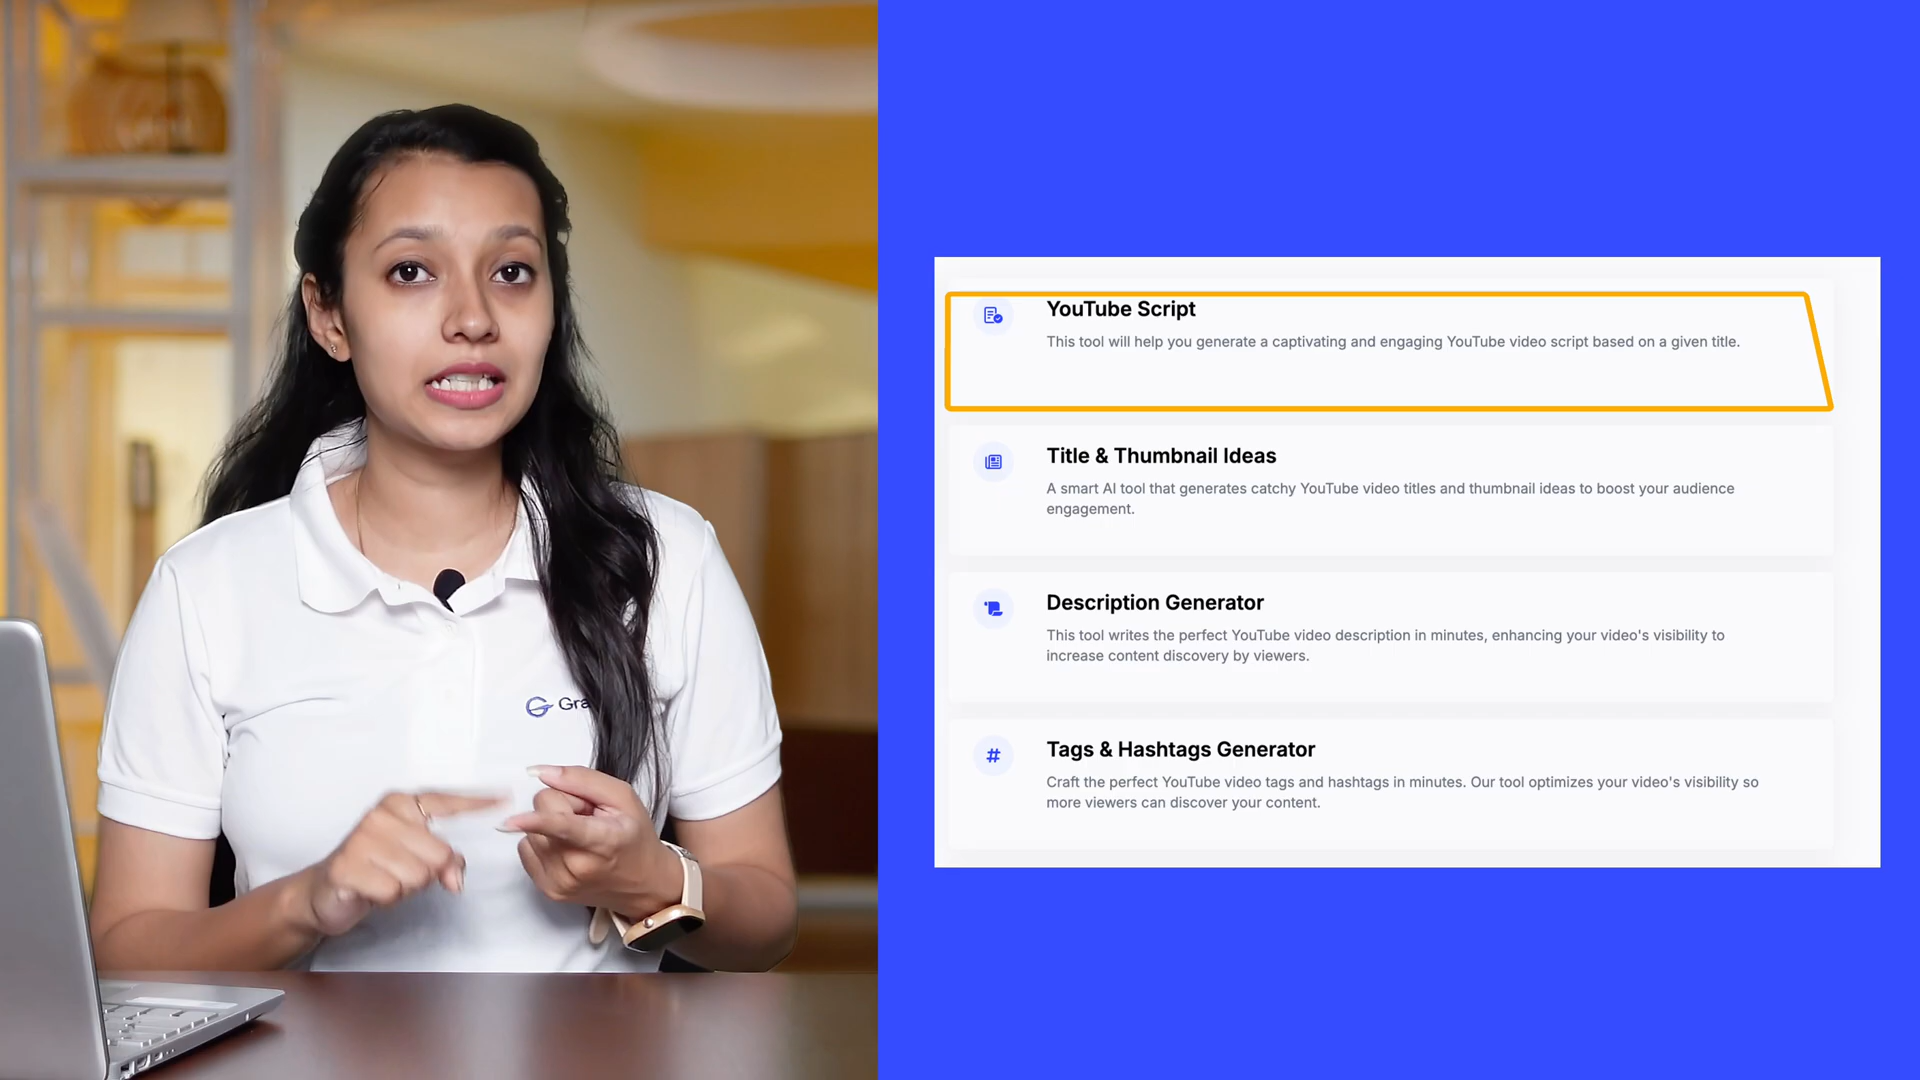 Gra
YouTube Script
This tool will help you generate a captivating and engaging YouTube video script based on a given title.
Title & Thumbnail Ideas
A smart AI tool that generates catchy YouTube video titles and thumbnail ideas to boost your audience
engagement.
Description Generator
This tool writes the perfect YouTube video description in minutes, enhancing your video's visibility to
increase content discovery by viewers.
#
Tags & Hashtags Generator
Craft the perfect YouTube video tags and hashtags in minutes. Our tool optimizes your video's visibility so
more viewers can discover your content.